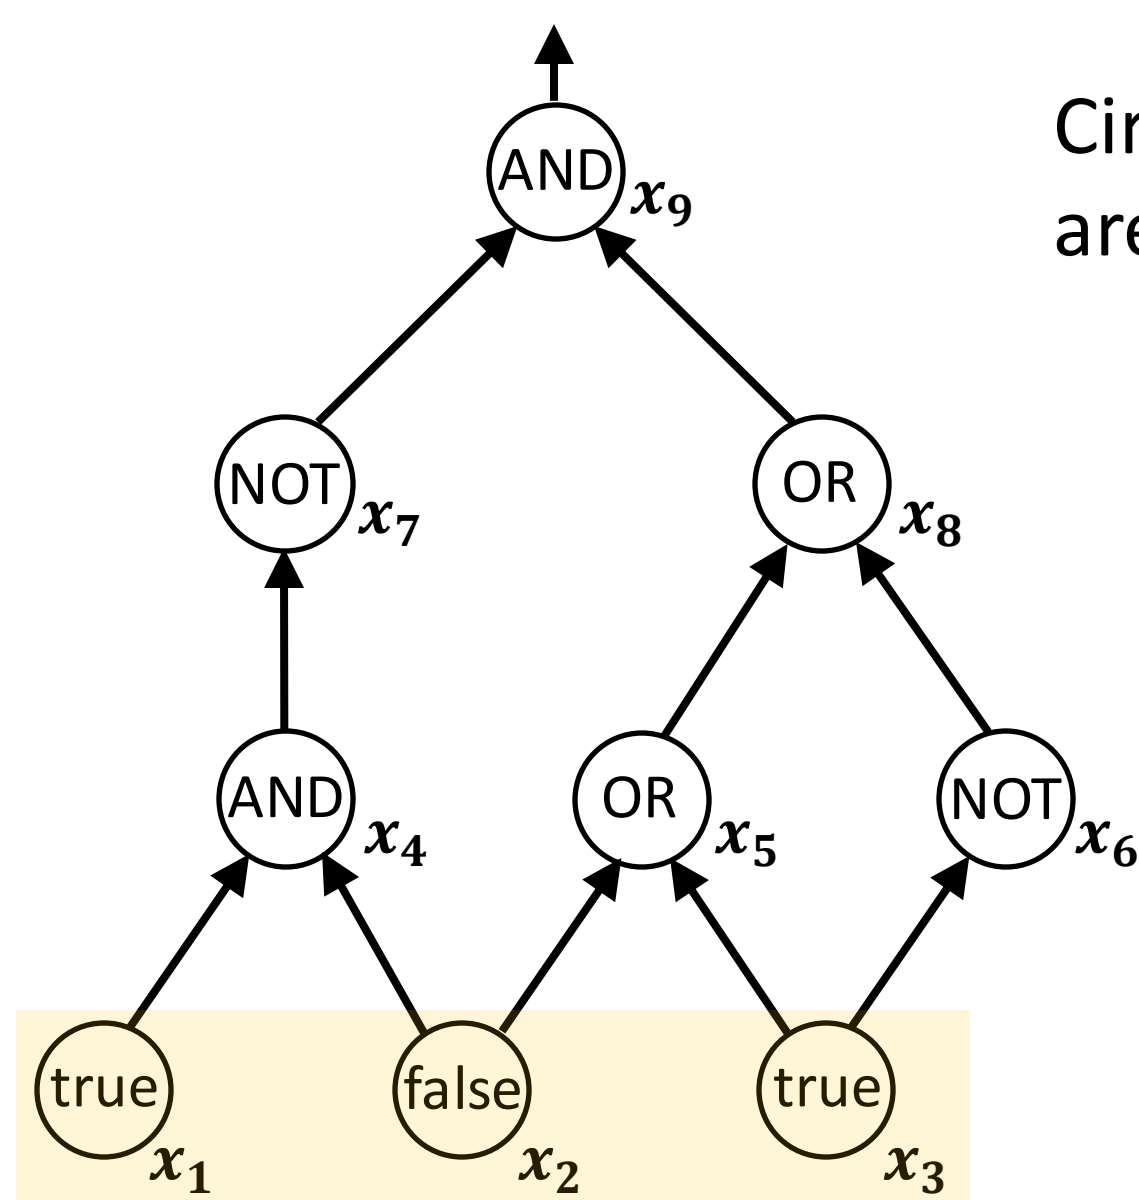 Cir
are
AND x₉
NOT x₇
OR x₈
AND x₄
OR x₅
NOT x₆
true x₁
false x₂
true x₃